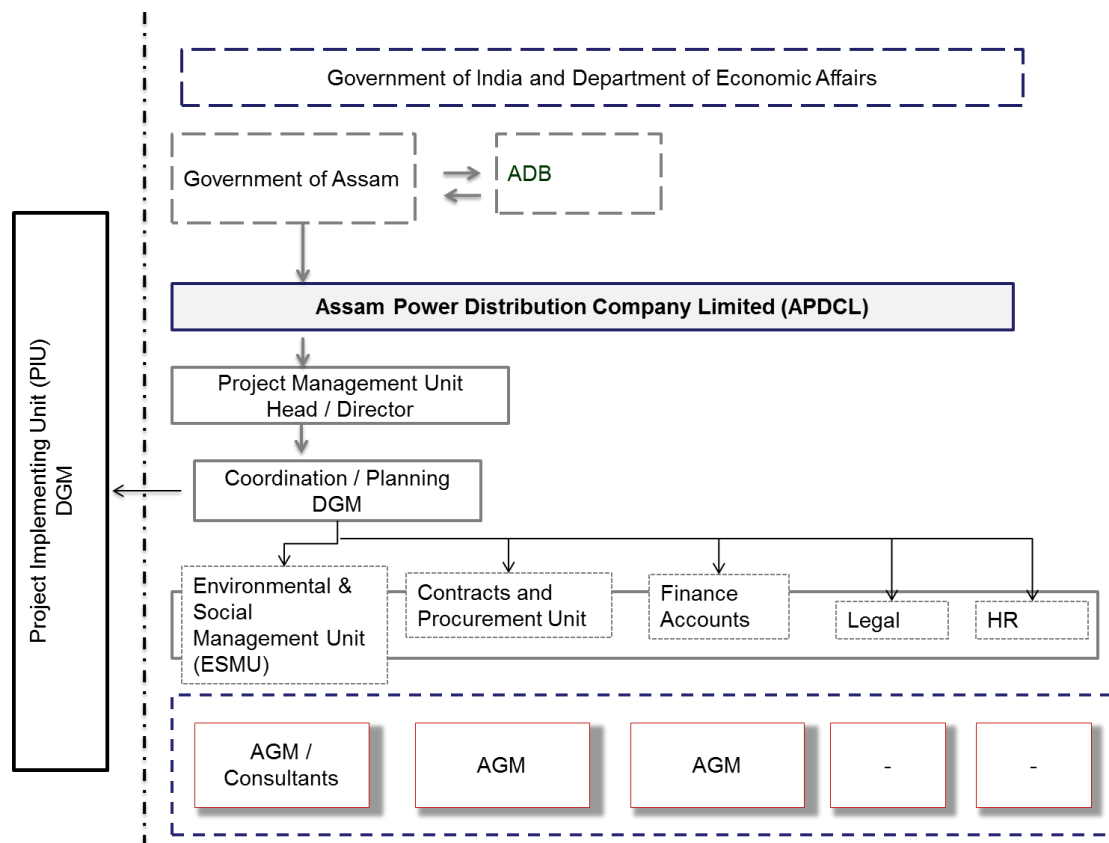 Government of India and Department of Economic Affairs
Government of Assam
ADB
Assam Power Distribution Company Limited (APDCL)
Project Management Unit
Head / Director
Project Implementing Unit (PIU)
DGM
Coordination / Planning
DGM
Environmental &
Social
Management Unit
(ESMU)
Contracts and
Procurement Unit
Finance
Accounts
Legal
HR
AGM /
Consultants
AGM
AGM
-
-